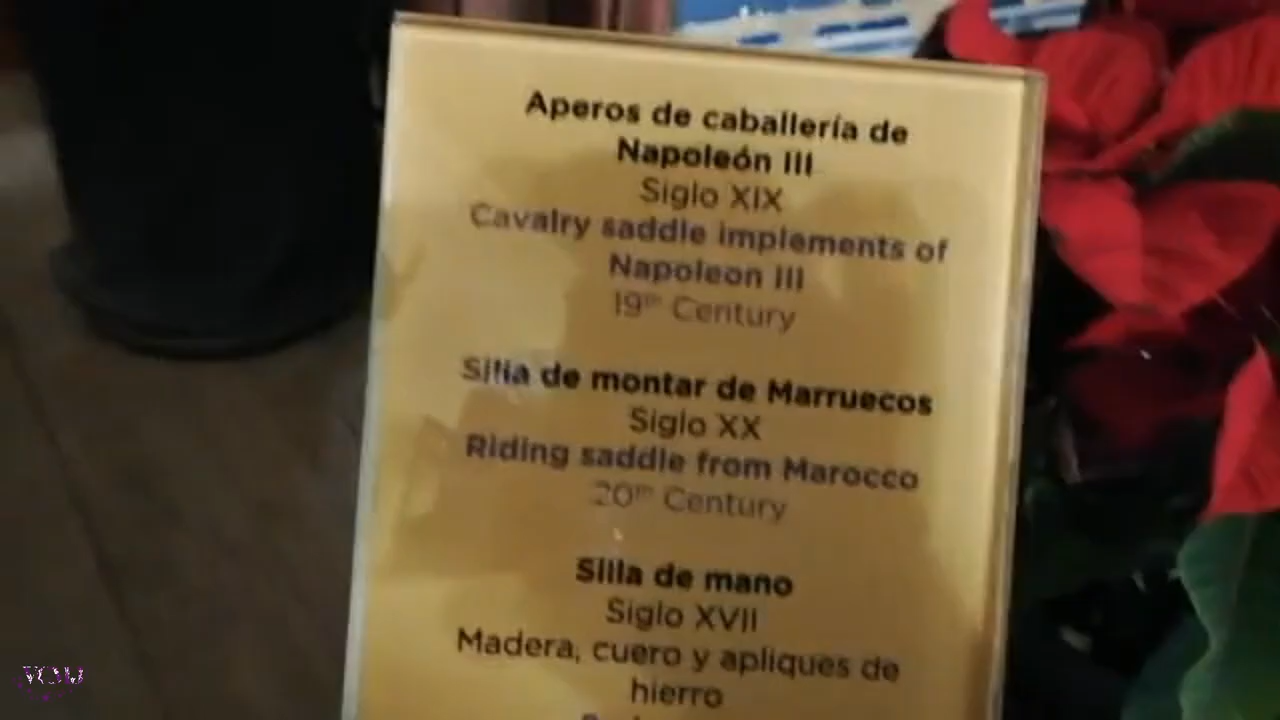 Aperos de caballería de
Napoleón III
Siglo XIX
Cavalry saddle implements of
Napoleon III
19th Century
Silla de montar de Marruecos
Siglo XX
Riding saddle from Marocco
20th Century
Silla de mano
Siglo XVII
Madera, cuero y apliques de
hierro
YOU